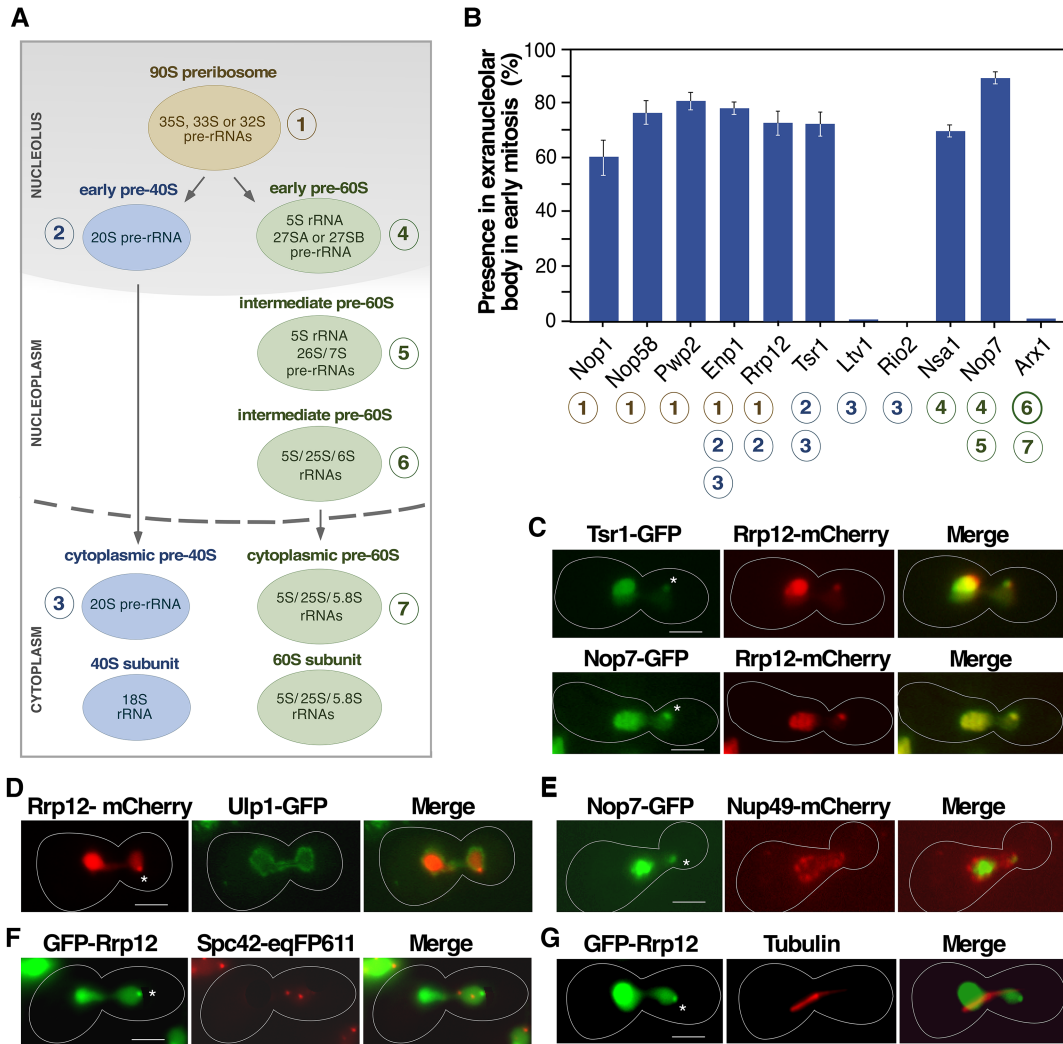 A
NUCLEOLUS
90S preribosome
35S, 33S or 32S
pre-rRNAs
1
early pre-40S
2
20S pre-rRNA
early pre-60S
5S rRNA
27SA or 27SB
pre-rRNA
4
NUCLEOPLASM
intermediate pre-60S
5S rRNA
26S/7S
pre-rRNAs
5
intermediate pre-60S
5S/25S/6S
rRNAs
6
CYTOPLASM
cytoplasmic pre-40S
3
20S pre-rRNA
cytoplasmic pre-60S
5S/25S/5.8S
rRNAs
7
40S subunit
18S
rRNA
60S subunit
5S/25S/5.8S
rRNAs
B
Presence in exranucleolar
body in early mitosis (%)
100
80
60
40
20
0
Nop1
Nop58
Pwp2
Enp1
Rrp12
Tsr1
Ltv1
Rio2
Nsa1
Nop7
Arx1
1 1 1 1 1 2 3 3 4 4 6
2 2 3 5 7
3
C
Tsr1-GFP Rrp12-mCherry Merge
*
Nop7-GFP Rrp12-mCherry Merge
*
D
Rrp12- mCherry Ulp1-GFP Merge
*
E
Nop7-GFP Nup49-mCherry Merge
*
F
GFP-Rrp12 Spc42-eqFP611 Merge
*
G
GFP-Rrp12 Tubulin Merge
*